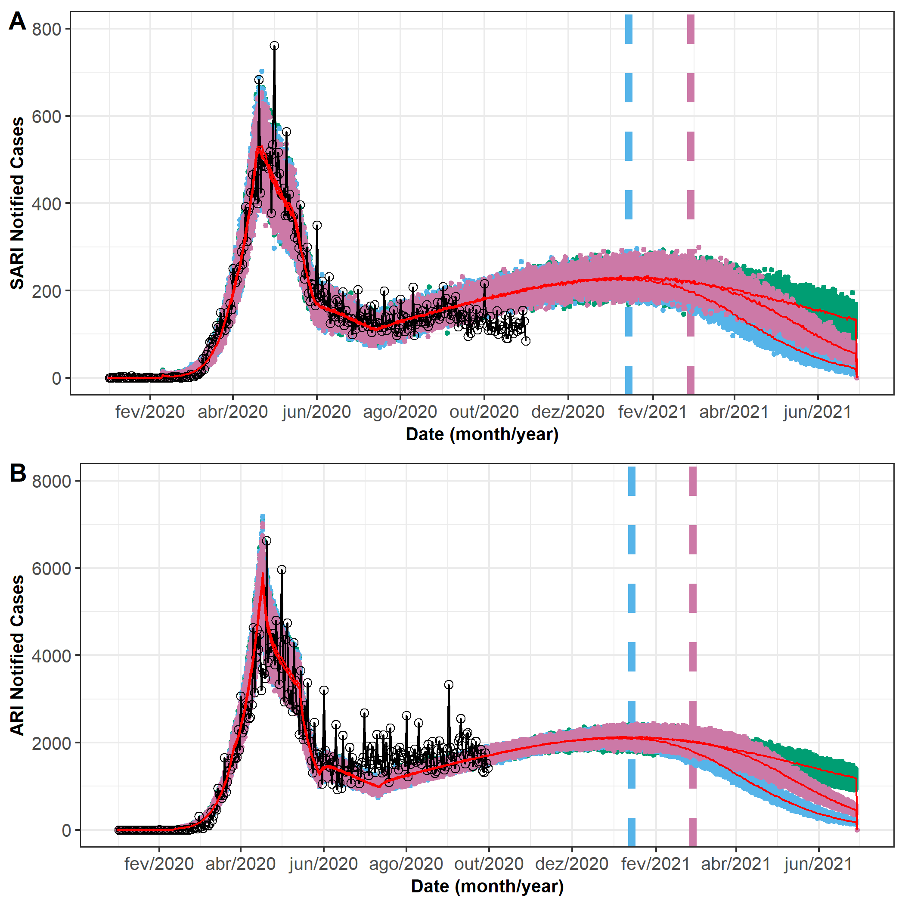 A
SARI Notified Cases
800
600
400
200
0
fev/2020 abr/2020 jun/2020 ago/2020 out/2020 dez/2020 fev/2021 abr/2021 jun/2021
Date (month/year)
B
ARI Notified Cases
8000
6000
4000
2000
0
fev/2020 abr/2020 jun/2020 ago/2020 out/2020 dez/2020 fev/2021 abr/2021 jun/2021
Date (month/year)